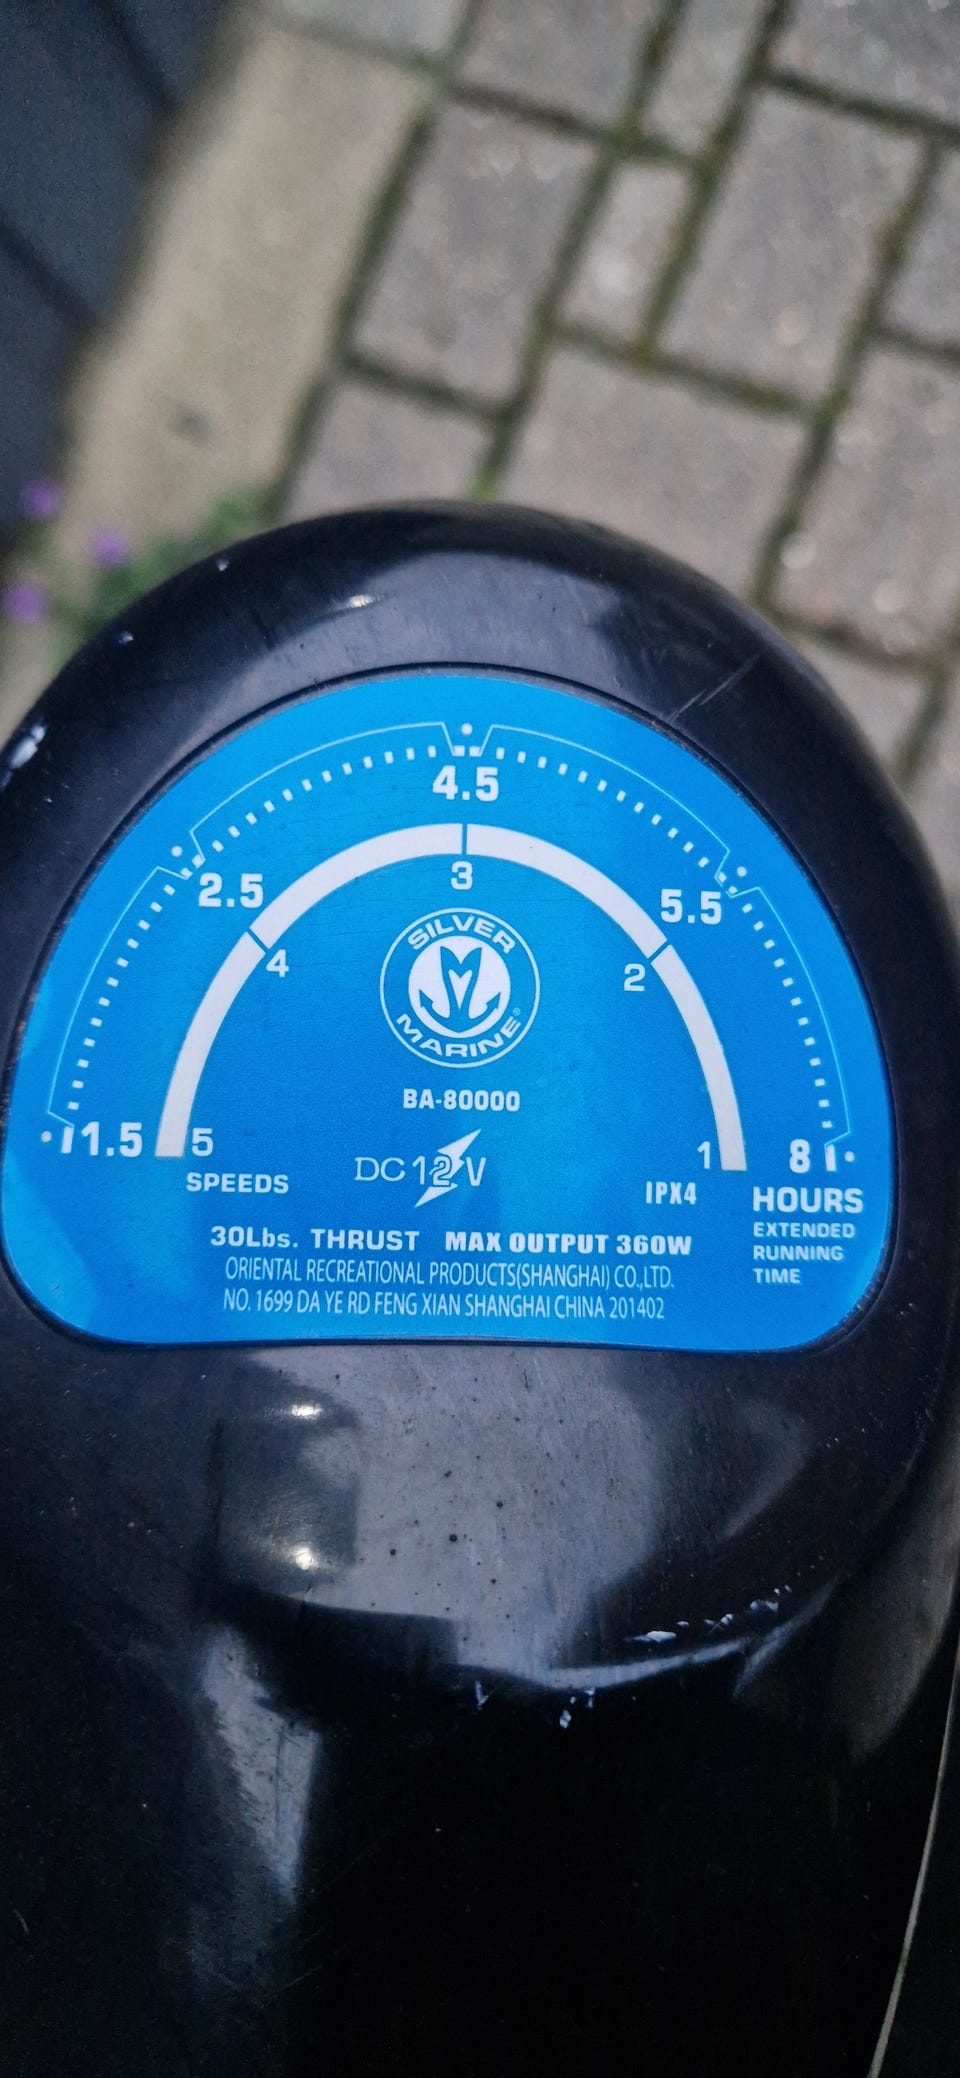 4.5
2.5
5.5
3
4
2
SILVER
M
MARINE®
BA-80000
1.5
5
1
8
SPEEDS
DC 12V
IPX4
HOURS
EXTENDED
RUNNING
TIME
30Lbs. THRUST MAX OUTPUT 360W
ORIENTAL RECREATIONAL PRODUCTS(SHANGHAI) CO.,LTD.
NO. 1699 DA YE RD FENG XIAN SHANGHAI CHINA 201402